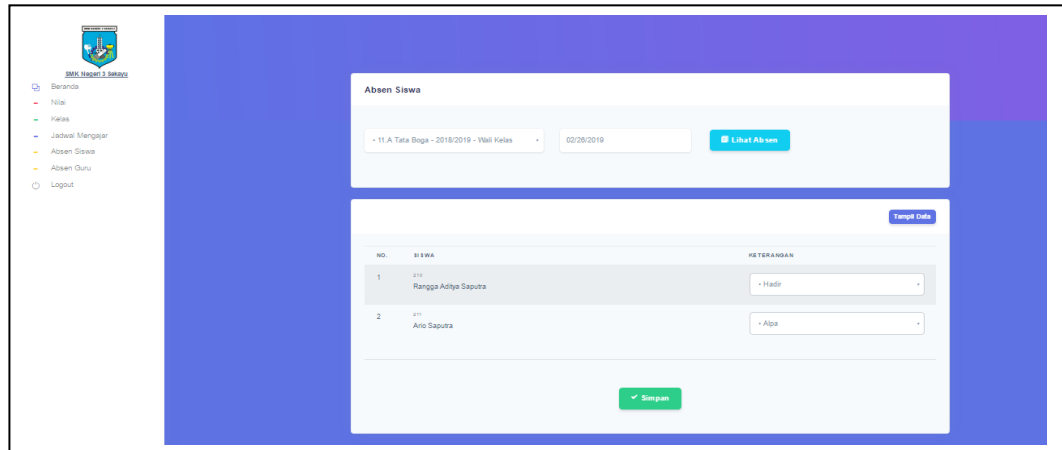 SMK Negeri 3 Sekayu
Beranda
Nilai
Kelas
Jadwal Mengajar
Absen Siswa
Absen Guru
Logout
Absen Siswa
- 11 A Tata Boga - 2018/2019 - Wali Kelas
02/26/2019
Lihat Absen
Tampil Data
NO. SISWA KETERANGAN
1 Rangga Aditya Saputra - Hadir
2 Ario Saputra - Alpa
Simpan